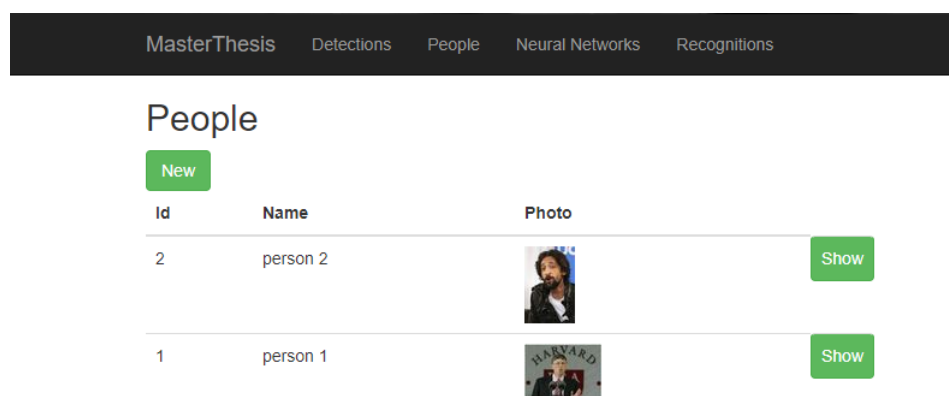 MasterThesis Detections People Neural Networks Recognitions
People
New
Id Name Photo
2 person 2 Show
1 person 1 Show
HARVARD